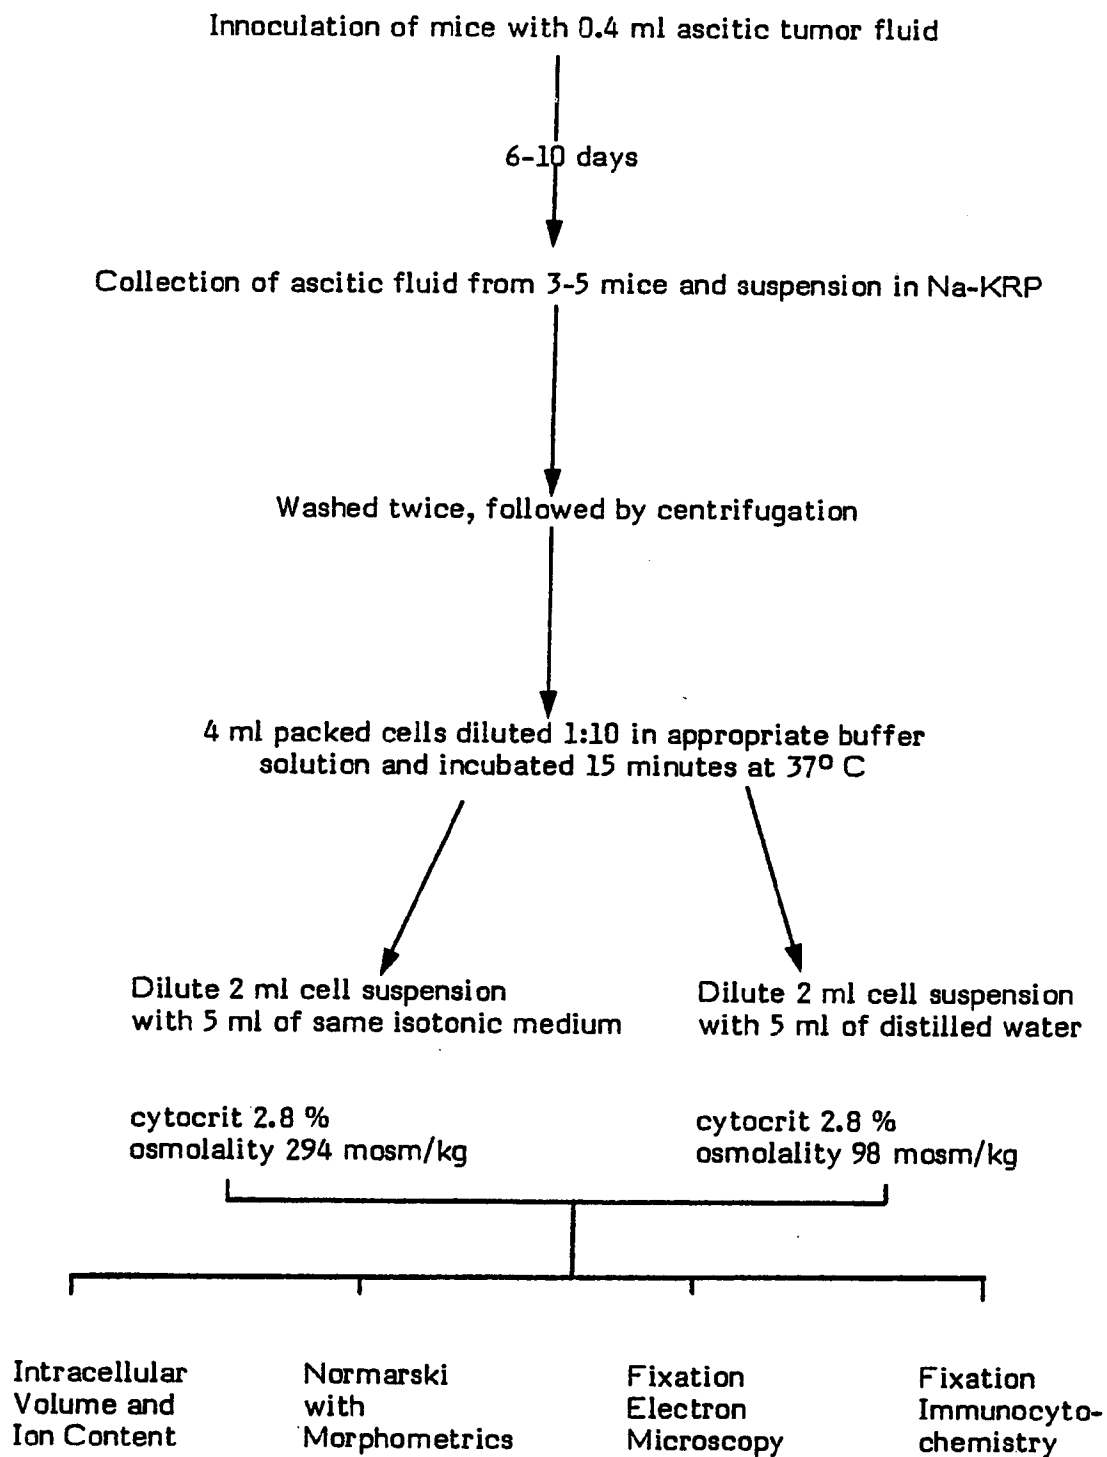 Innoculation of mice with 0.4 ml ascitic tumor fluid
6-10 days
Collection of ascitic fluid from 3-5 mice and suspension in Na-KRP
Washed twice, followed by centrifugation
4 ml packed cells diluted 1:10 in appropriate buffer
solution and incubated 15 minutes at 37º C
Dilute 2 ml cell suspension
with 5 ml of same isotonic medium
Dilute 2 ml cell suspension
with 5 ml of distilled water
cytocrit 2.8 %
osmolality 294 mosm/kg
cytocrit 2.8 %
osmolality 98 mosm/kg
Intracellular
Volume and
Ion Content
Normarski
with
Morphometrics
Fixation
Electron
Microscopy
Fixation
Immunocyto-
chemistry